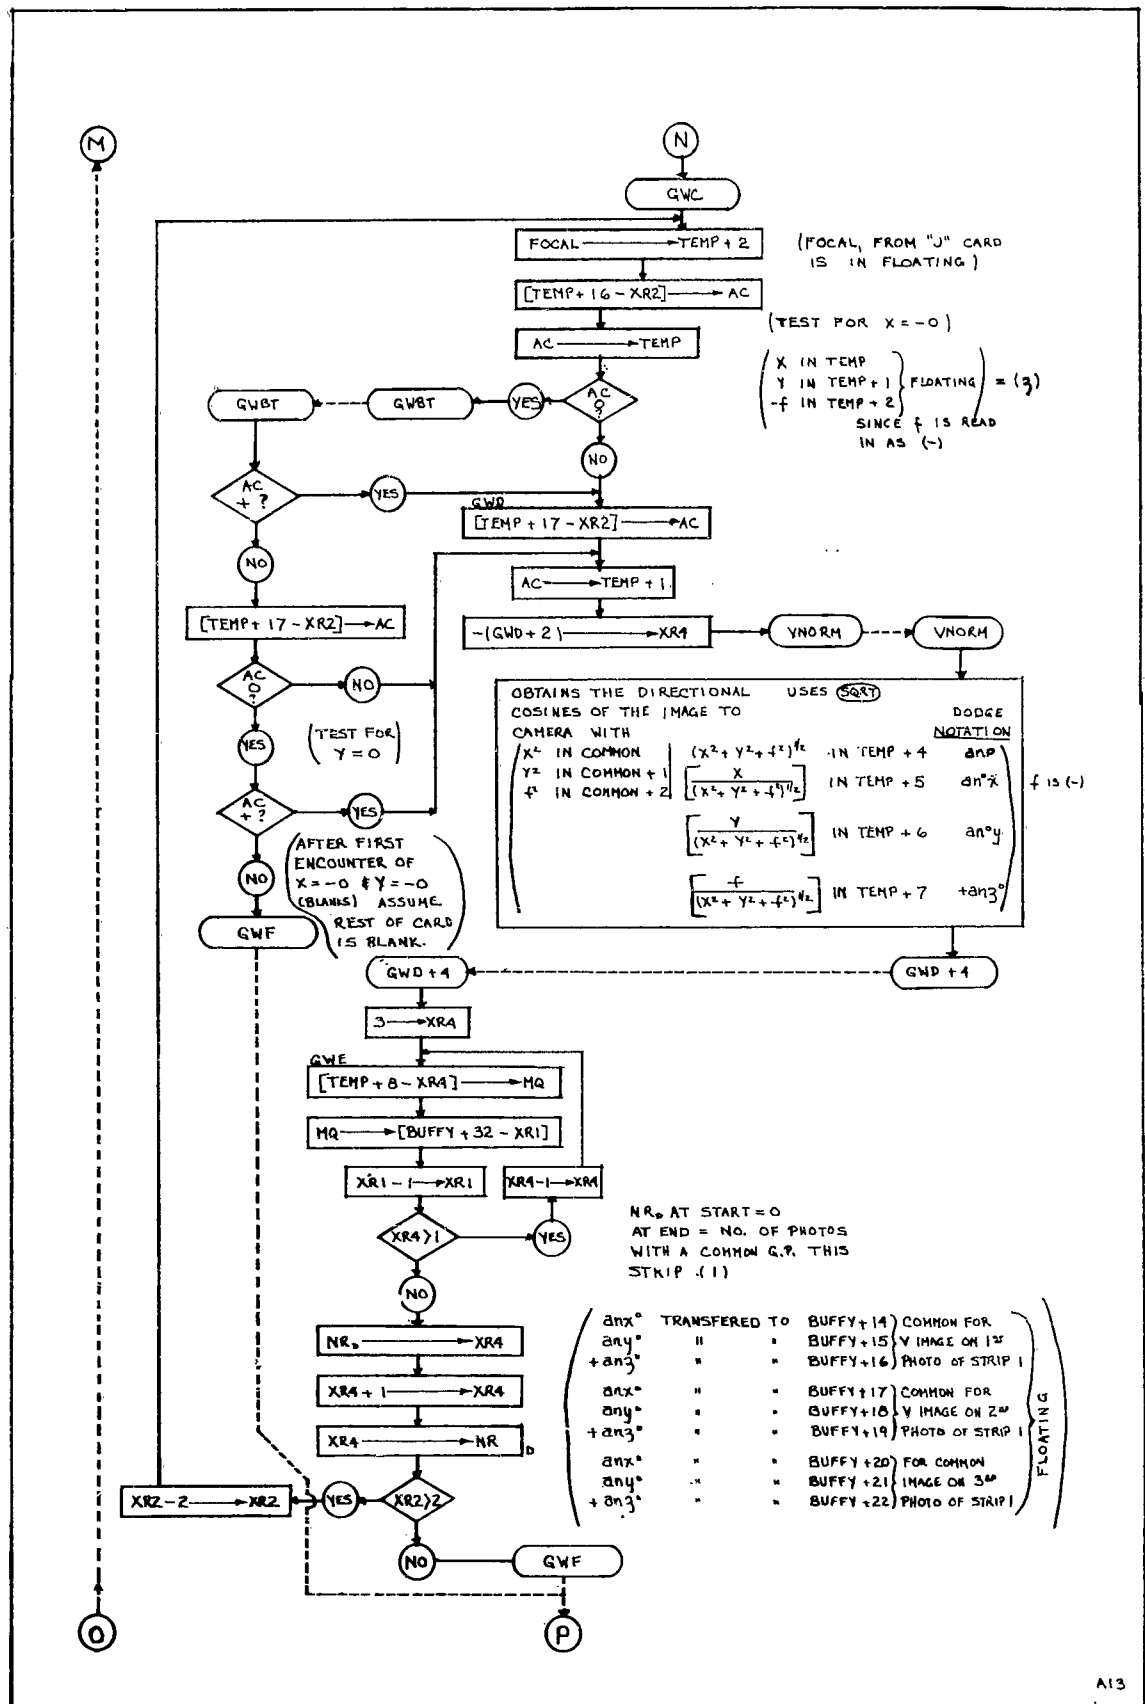 M
N
GWC
FOCAL → TEMP + 2
(FOCAL, FROM "J" CARD
IS IN FLOATING)
[TEMP + 16 - XR2] → AC
(TEST FOR X = -0)
AC → TEMP
X IN TEMP
Y IN TEMP + 1 } FLOATING = (3)
-f IN TEMP + 2
SINCE f IS READ
IN AS (-)
AC
0
?
YES
GWBT
GWBT
NO
AC
+ ?
YES
GWD
[TEMP + 17 - XR2] → AC
NO
AC → TEMP + 1
[TEMP + 17 - XR2] → AC
-(GWD + 2) → XR4
VNORM
VNORM
AC
0
?
NO
YES
(TEST FOR
Y = 0)
AC
+ ?
YES
NO
(AFTER FIRST
ENCOUNTER OF
X = -0 & Y = -0
(BLANKS) ASSUME
REST OF CARD
IS BLANK.)
GWF
OBTAINS THE DIRECTIONAL USES SQRT
COSINES OF THE IMAGE TO DODGE
CAMERA WITH NOTATION
X² IN COMMON (X² + Y² + f²)^1/2 IN TEMP + 4 anp
Y² IN COMMON + 1 [X / (X² + Y² + f²)^1/2] IN TEMP + 5 an°x
f² IN COMMON + 2
f IS (-)
[Y / (X² + Y² + f²)^1/2] IN TEMP + 6 an°y
[f / (X² + Y² + f²)^1/2] IN TEMP + 7 +an3°
GWD + 4
GWD + 4
3 → XR4
GWE
[TEMP + 8 - XR4] → MQ
MQ → [BUFFY + 32 - XR1]
XR1 - 1 → XR1
XR4 - 1 → XR4
XR4 > 1
YES
NO
NR_D AT START = 0
AT END = NO. OF PHOTOS
WITH A COMMON G.P. THIS
STRIP (1)
NR_D → XR4
XR4 + 1 → XR4
XR4 → NR_D
XR2 > 2
YES
XR2 - 2 → XR2
NO
GWF
anx° TRANSFERED TO BUFFY + 14 } COMMON FOR
any° " " BUFFY + 15 } V IMAGE ON 1ST
+an3° " " BUFFY + 16 } PHOTO OF STRIP 1
anx° " " BUFFY + 17 } COMMON FOR
any° " " BUFFY + 18 } V IMAGE ON 2ND
+an3° " " BUFFY + 19 } PHOTO OF STRIP 1
anx° " " BUFFY + 20 } FOR COMMON
any° " " BUFFY + 21 } IMAGE ON 3RD
+an3° " " BUFFY + 22 } PHOTO OF STRIP 1
FLOATING
O
P
A13